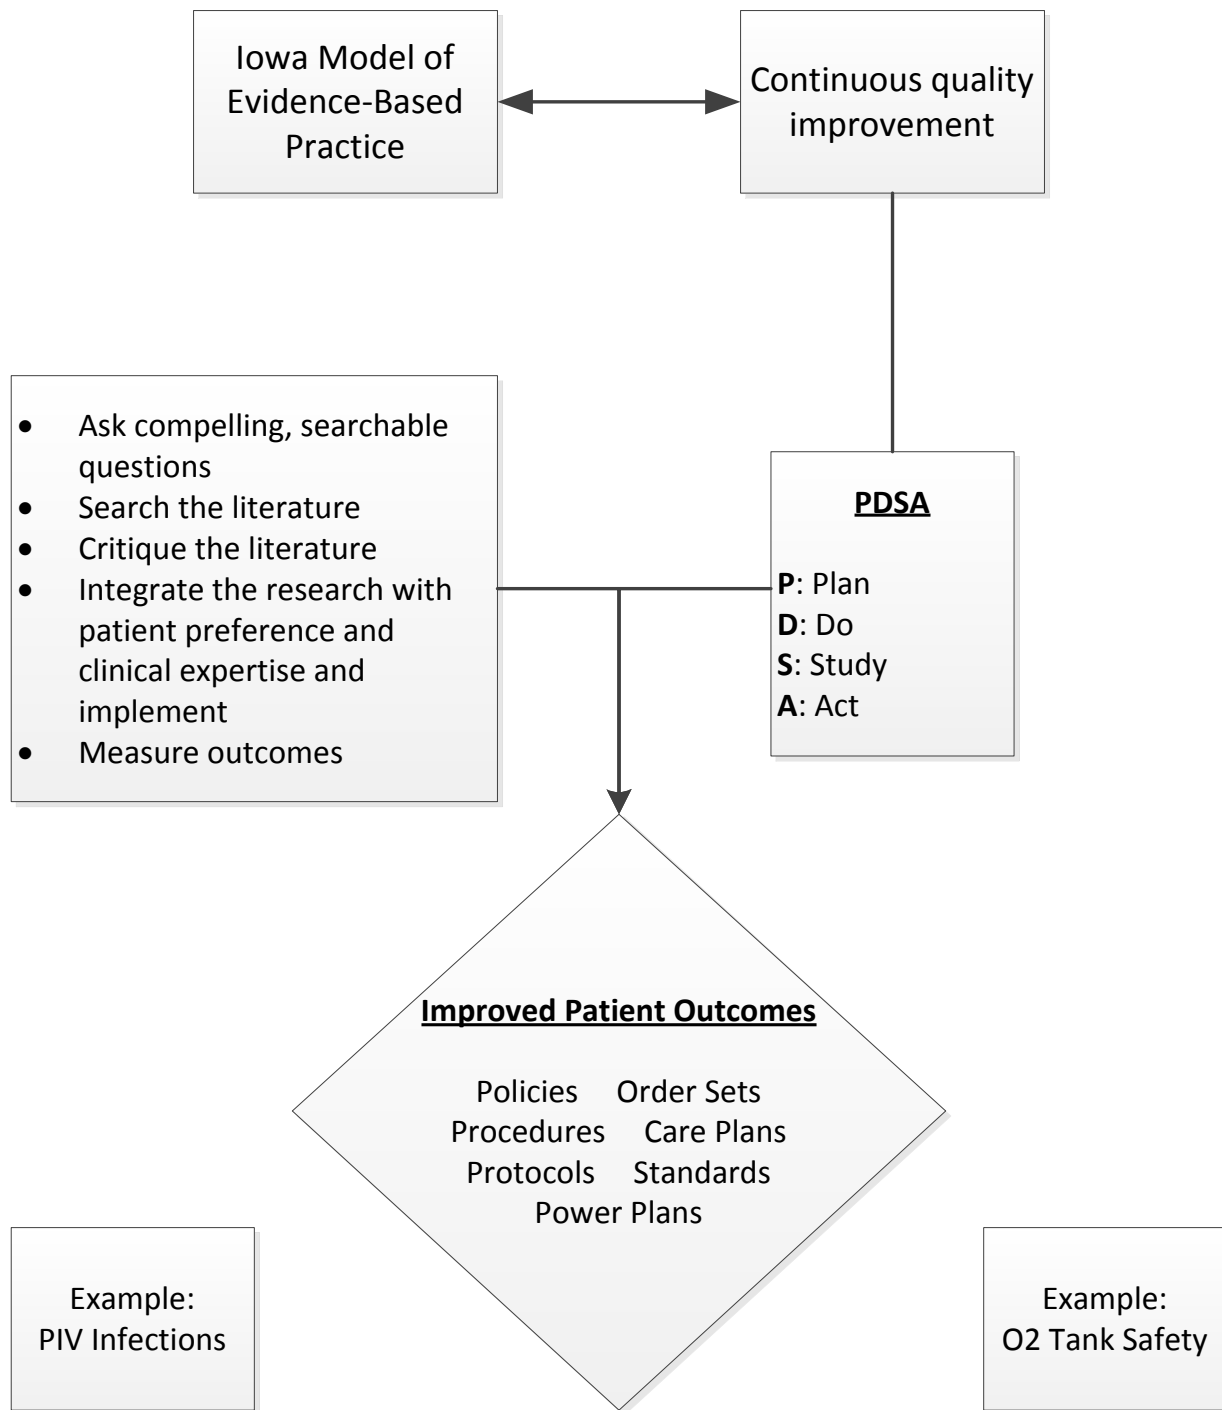 Iowa Model of
Evidence-Based
Practice
Continuous quality
improvement
• Ask compelling, searchable
questions
• Search the literature
• Critique the literature
• Integrate the research with
patient preference and
clinical expertise and
implement
• Measure outcomes
PDSA
P: Plan
D: Do
S: Study
A: Act
Improved Patient Outcomes
Policies Order Sets
Procedures Care Plans
Protocols Standards
Power Plans
Example:
PIV Infections
Example:
O2 Tank Safety